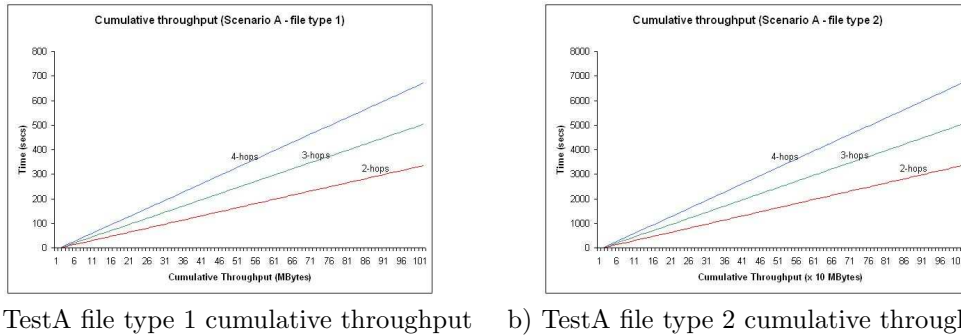 Cumulative throughput (Scenario A - file type 1)
800
700
600
500
400
300
200
100
0
Time (secs)
4-hops
3-hops
2-hops
1 6 11 16 21 26 31 36 41 46 51 56 61 66 71 76 81 86 91 96 101
Cumulative Throughput (MBytes)
Cumulative throughput (Scenario A - file type 2)
8000
7000
6000
5000
4000
3000
2000
1000
0
Time (secs)
4-hops
3-hops
2-hops
1 6 11 16 21 26 31 36 41 46 51 56 61 66 71 76 81 86 91 96
Cumulative Throughput (x 10 MBytes)
TestA file type 1 cumulative throughput
b) TestA file type 2 cumulative